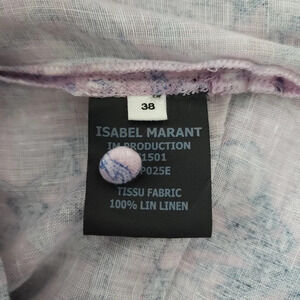 38
ISABEL MARANT
IM PRODUCTION
1501
P025E
TISSU FABRIC
100% LIN LINEN